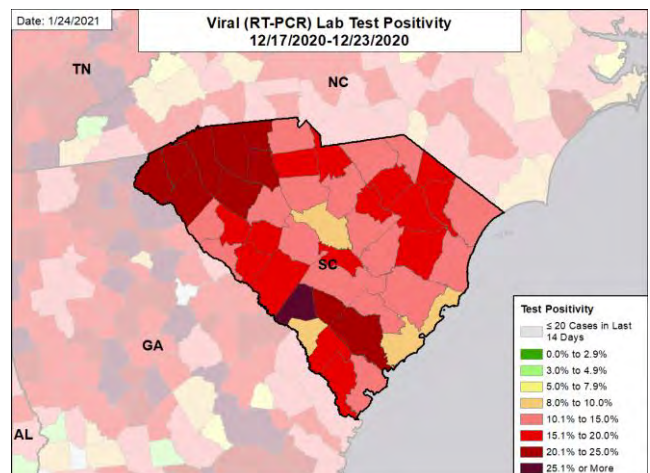 Date: 1/24/2021
Viral (RT-PCR) Lab Test Positivity
12/17/2020-12/23/2020
TN
NC
SC
GA
AL
Test Positivity
≤ 20 Cases in Last
14 Days
0.0% to 2.9%
3.0% to 4.9%
5.0% to 7.9%
8.0% to 10.0%
10.1% to 15.0%
15.1% to 20.0%
20.1% to 25.0%
25.1% or More